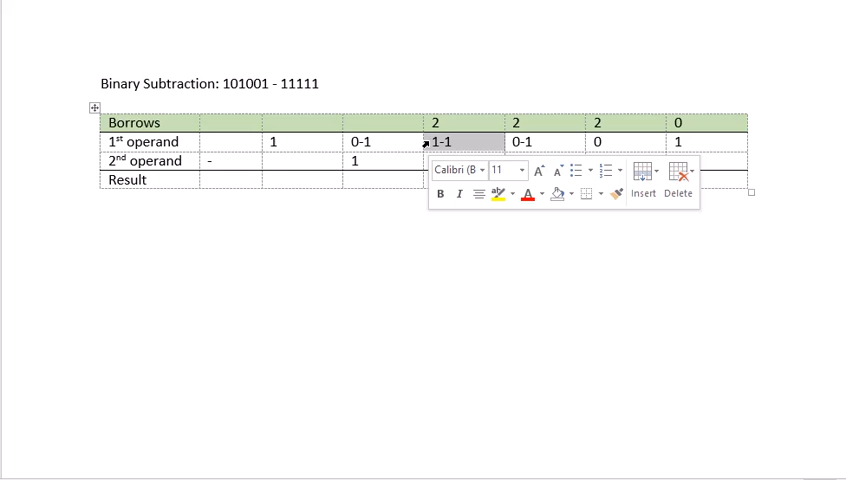 Binary Subtraction: 101001 - 11111
Borrows 2 2 2 0
1st operand 1 0-1 1-1 0-1 0 1
2nd operand - 1
Calibri (B 11 A A
Result
B I ab A Insert Delete